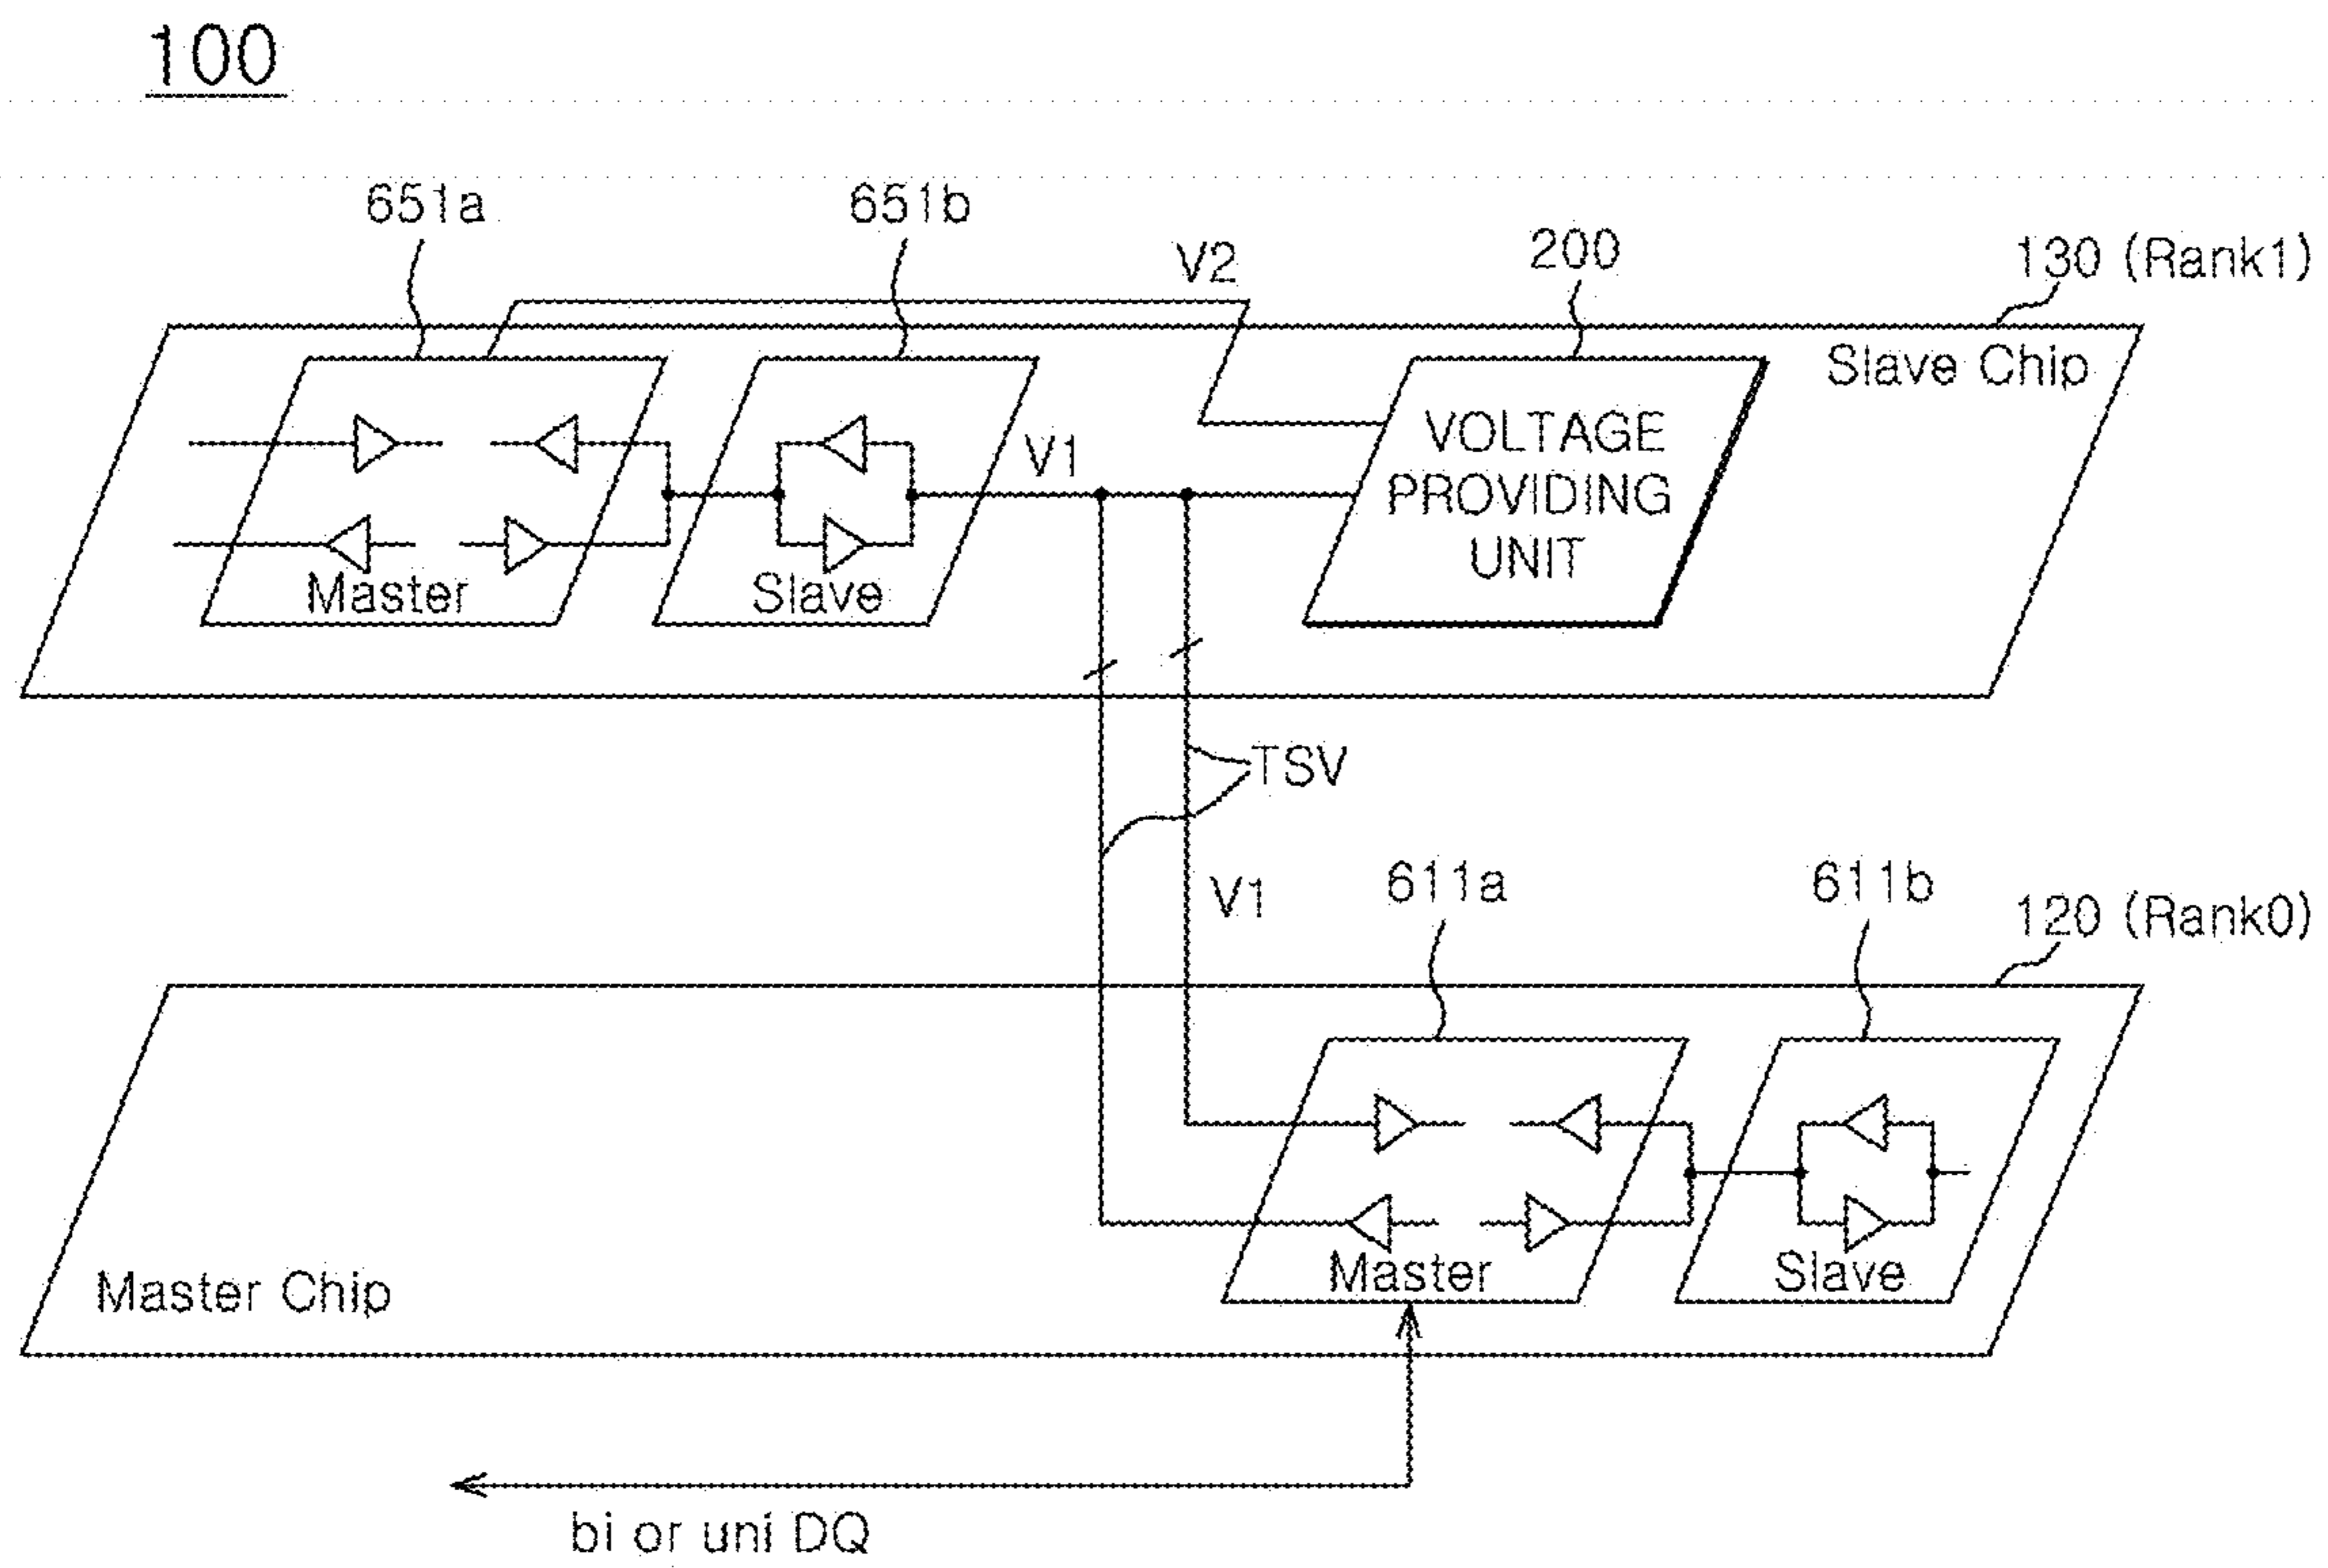 100
651a
651b
V2
200
130 (Rank1)
Slave Chip
VOLTAGE
PROVIDING
UNIT
V1
Master
Slave
TSV
V1
611a
611b
120 (Rank0)
Master
Slave
Master Chip
bi or uni DQ